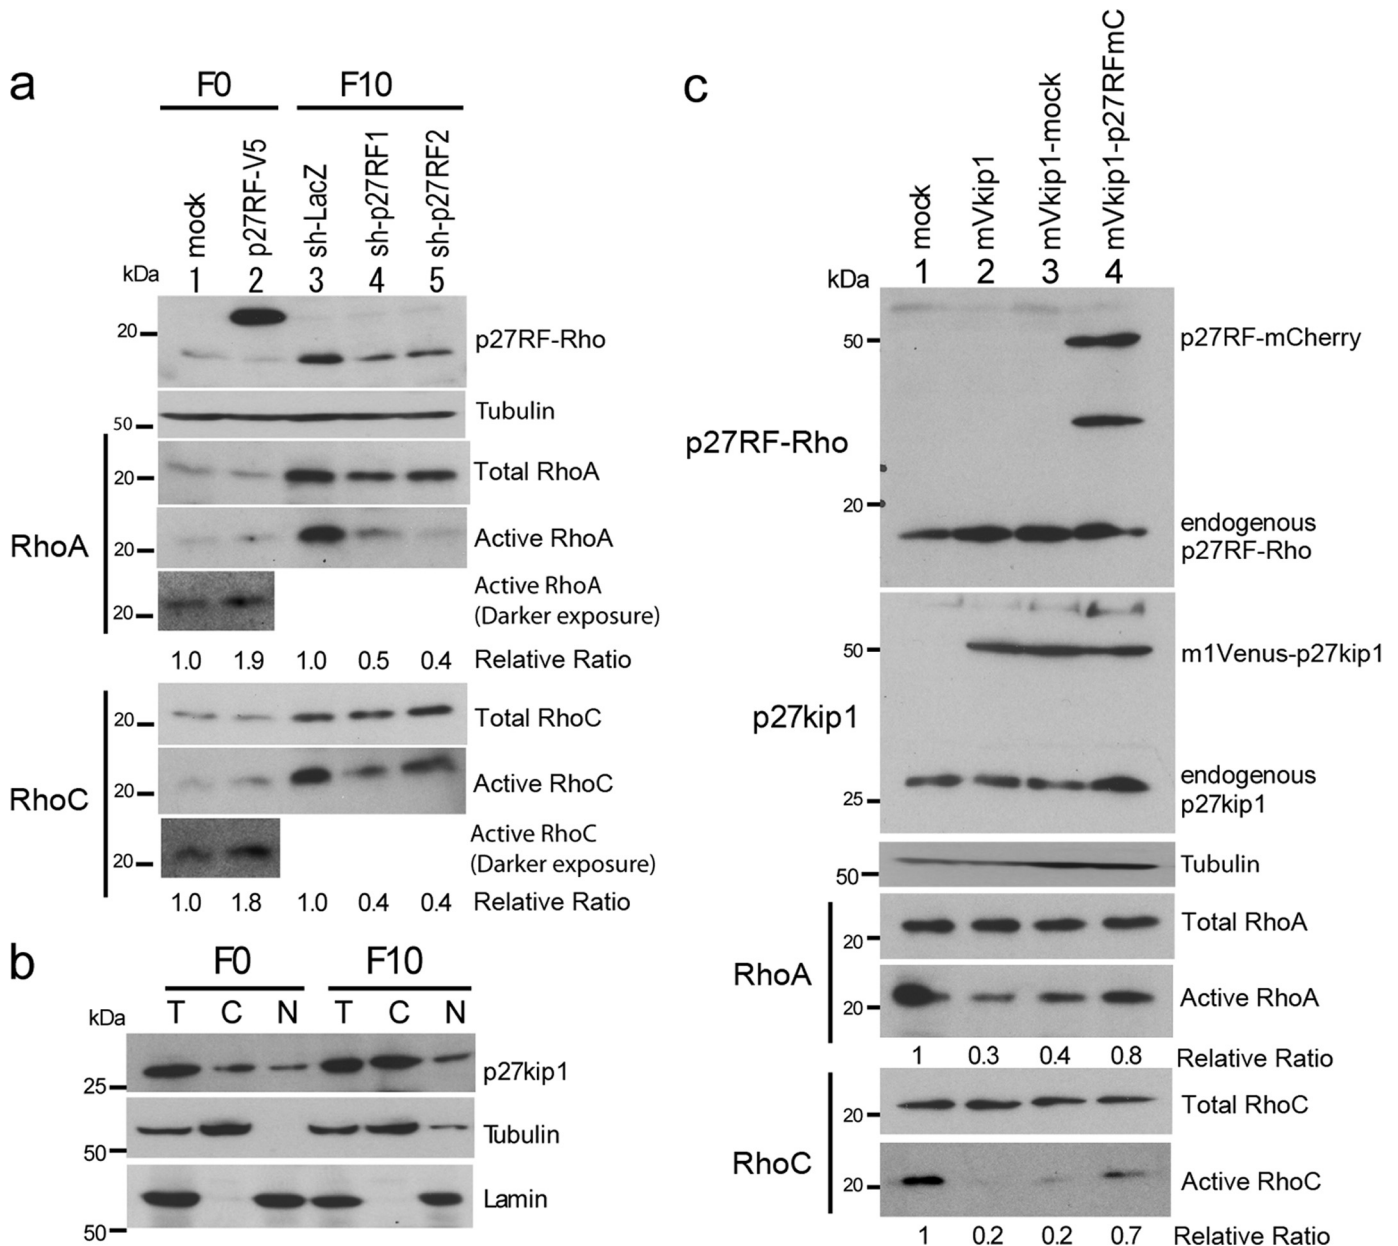 a
F0 F10
mock
p27RF-V5
sh-LacZ
sh-p27RF1
sh-p27RF2
kDa 1 2 3 4 5
20
p27RF-Rho
50
Tubulin
RhoA
20
Total RhoA
20
Active RhoA
20
Active RhoA
(Darker exposure)
1.0 1.9 1.0 0.5 0.4 Relative Ratio
RhoC
20
Total RhoC
20
Active RhoC
20
Active RhoC
(Darker exposure)
1.0 1.8 1.0 0.4 0.4 Relative Ratio
b
F0 F10
kDa T C N T C N
25
p27kip1
50
Tubulin
50
Lamin
c
mock
mVkip1
mVkip1-mock
mVkip1-p27RFmC
kDa 1 2 3 4
p27RF-Rho
50
p27RF-mCherry
20
endogenous
p27RF-Rho
p27kip1
50
m1Venus-p27kip1
25
endogenous
p27kip1
50
Tubulin
RhoA
20
Total RhoA
20
Active RhoA
1 0.3 0.4 0.8 Relative Ratio
RhoC
20
Total RhoC
20
Active RhoC
1 0.2 0.2 0.7 Relative Ratio